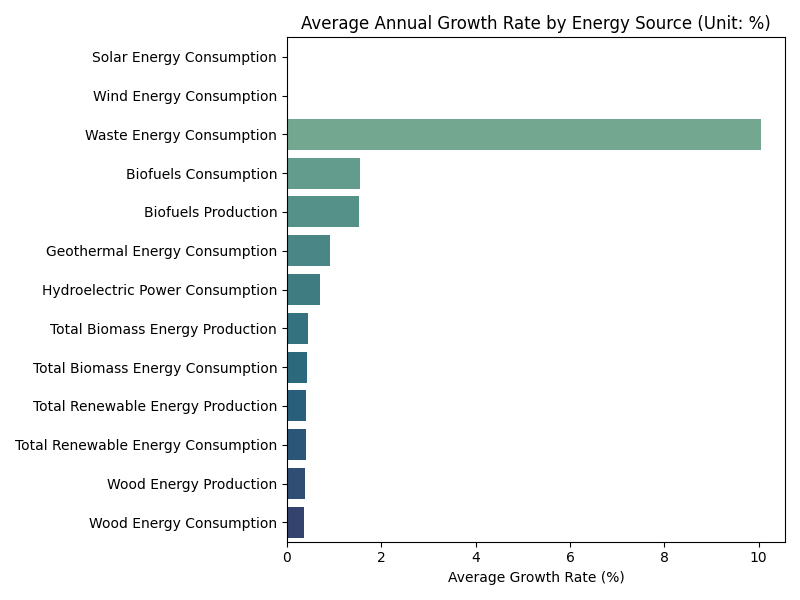 Average Annual Growth Rate by Energy Source (Unit: %)
Solar Energy Consumption
Wind Energy Consumption
Waste Energy Consumption
Biofuels Consumption
Biofuels Production
Geothermal Energy Consumption
Hydroelectric Power Consumption
Total Biomass Energy Production
Total Biomass Energy Consumption
Total Renewable Energy Production
Total Renewable Energy Consumption
Wood Energy Production
Wood Energy Consumption
0 2 4 6 8 10
Average Growth Rate (%)